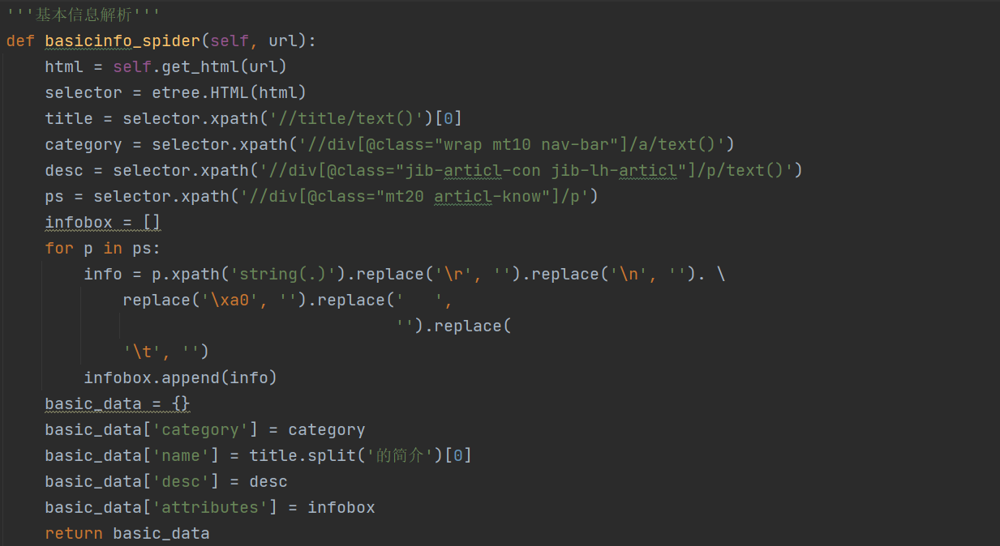 '''基本信息解析'''
def basicinfo_spider(self, url):
    html = self.get_html(url)
    selector = etree.HTML(html)
    title = selector.xpath('//title/text()')[0]
    category = selector.xpath('//div[@class="wrap mt10 nav-bar"]/a/text()')
    desc = selector.xpath('//div[@class="jib-articl-con jib-lh-articl"]/p/text()')
    ps = selector.xpath('//div[@class="mt20 articl-know"]/p')
    infobox = []
    for p in ps:
        info = p.xpath('string(.)').replace('\r', '').replace('\n', ''). \
            replace('\xa0', '').replace('   ',
                                        '').replace(
            '\t', '')
        infobox.append(info)
    basic_data = {}
    basic_data['category'] = category
    basic_data['name'] = title.split('的简介')[0]
    basic_data['desc'] = desc
    basic_data['attributes'] = infobox
    return basic_data